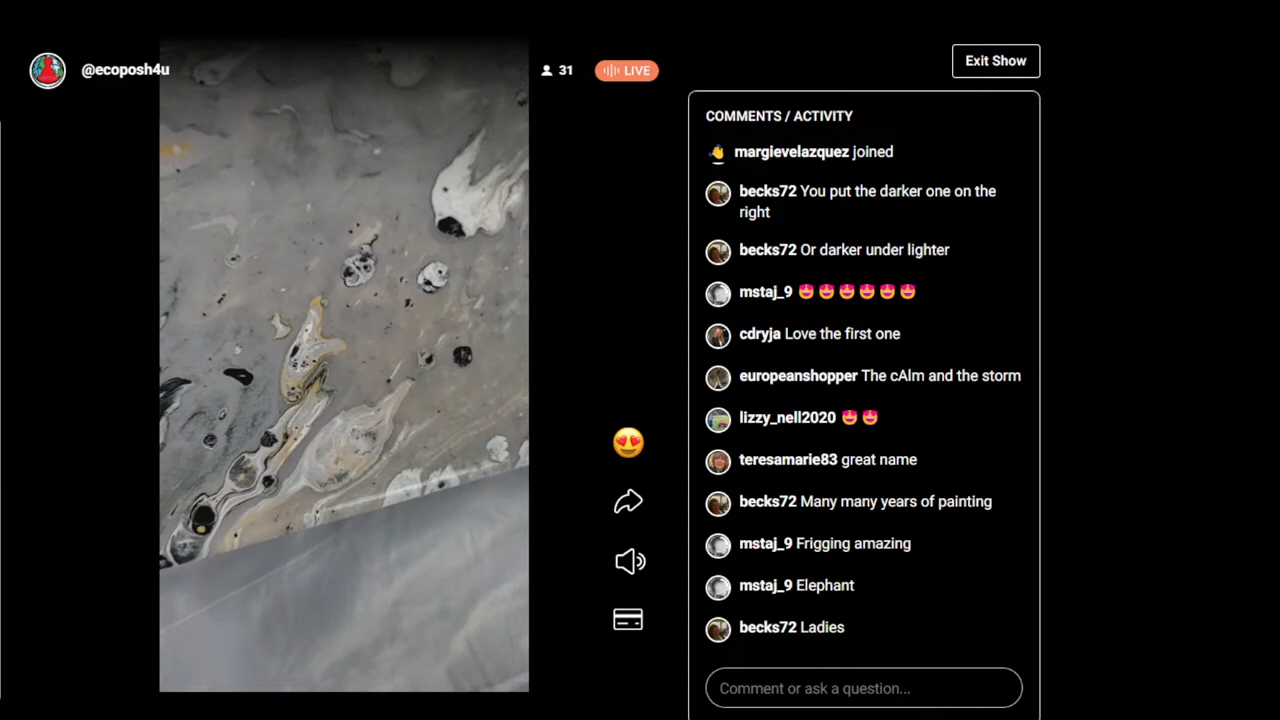 @ecoposh4u
31
LIVE
Exit Show
COMMENTS / ACTIVITY
margievelazquez joined
becks72 You put the darker one on the
right
becks72 Or darker under lighter
mstaj_9 😍😍😍😍😍😍
cdryja Love the first one
europeanshopper The cAlm and the storm
lizzy_nell2020 😍😍
teresamarie83 great name
becks72 Many many years of painting
mstaj_9 Frigging amazing
mstaj_9 Elephant
becks72 Ladies
Comment or ask a question...